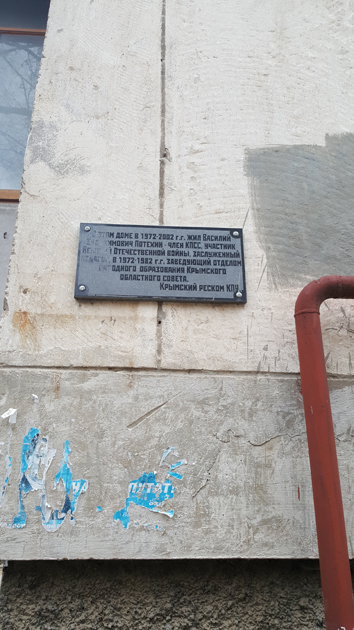 этом доме в 1972-2002 г.г. жил Василий
Потехин - член КПСС, участник
Отечественной войны, заслуженный
в 1972-1982 г.г. заведующий отделом
народного образования Крымского
областного совета.
Крымский реском КПУ